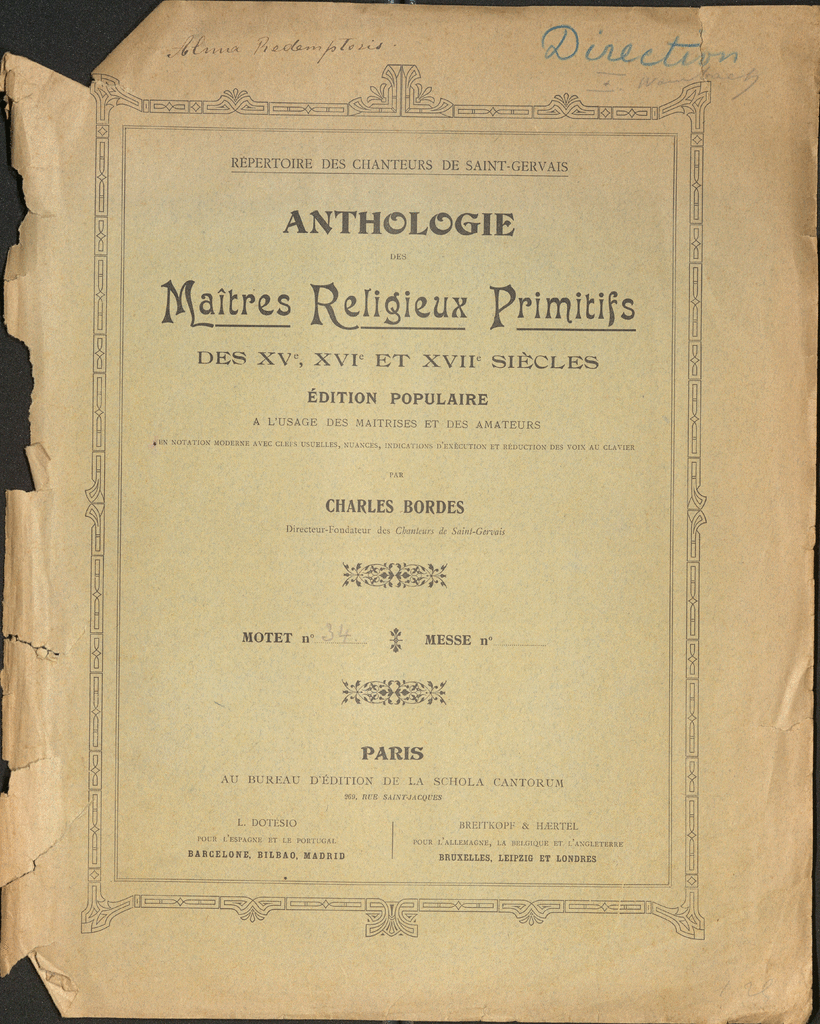 Alma Redemptoris.
Direction
RÉPERTOIRE DES CHANTEURS DE SAINT-GERVAIS
ANTHOLOGIE
DES
Maîtres Religieux Primitifs
DES XVe, XVIe ET XVIIe SIÈCLES
ÉDITION POPULAIRE
A L'USAGE DES MAITRISES ET DES AMATEURS
EN NOTATION MODERNE AVEC CLEFS USUELLES, NUANCES, INDICATIONS D'EXÉCUTION ET RÉDUCTION DES VOIX AU CLAVIER
PAR
CHARLES BORDES
Directeur-Fondateur des Chanteurs de Saint-Gervais
MOTET nº 34. MESSE nº
PARIS
AU BUREAU D'ÉDITION DE LA SCHOLA CANTORUM
269, RUE SAINT-JACQUES
L. DOTÉSIO
POUR L'ESPAGNE ET LE PORTUGAL
BARCELONE, BILBAO, MADRID
BREITKOPF & HÆRTEL
POUR L'ALLEMAGNE, LA BELGIQUE ET L'ANGLETERRE
BRUXELLES, LEIPZIG ET LONDRES